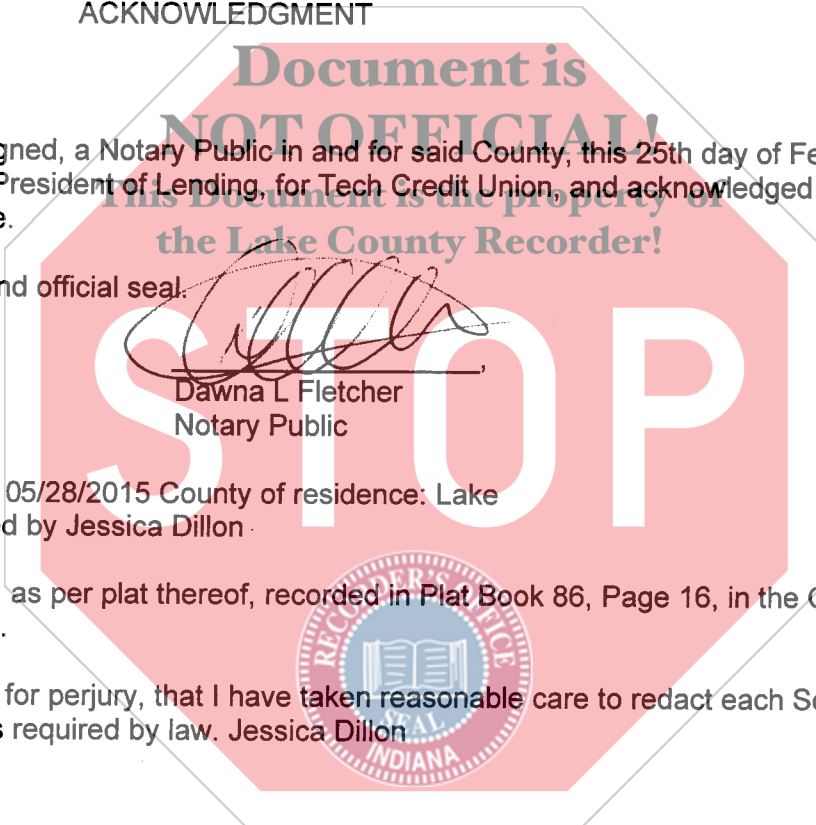 ACKNOWLEDGMENT
Document is
NOT OFFICIAL!
gned, a Notary Public in and for said County, this 25th day of Fe
President of Lending, for Tech Credit Union, and acknowledged
This Document is the property of
e.
the Lake County Recorder!
nd official seal.
STOP
Dawna L Fletcher
Notary Public
05/28/2015 County of residence: Lake
d by Jessica Dillon
as per plat thereof, recorded in Plat Book 86, Page 16, in the
RECORDER'S OFFICE
SEAL
INDIANA
for perjury, that I have taken reasonable care to redact each So
s required by law. Jessica Dillon